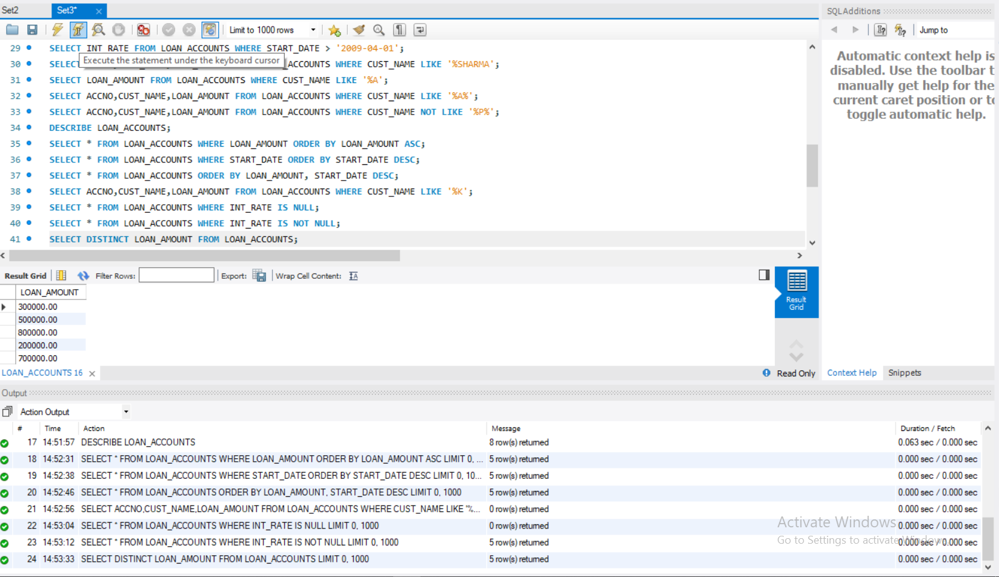 Set2
Set3*
SQLAdditions
Limit to 1000 rows
Jump to
29 SELECT INT_RATE FROM LOAN_ACCOUNTS WHERE START_DATE > '2009-04-01';
Execute the statement under the keyboard cursor
30 SELECT _ACCOUNTS WHERE CUST_NAME LIKE '%SHARMA';
31 SELECT LOAN_AMOUNT FROM LOAN_ACCOUNTS WHERE CUST_NAME LIKE '%A';
32 SELECT ACCNO,CUST_NAME,LOAN_AMOUNT FROM LOAN_ACCOUNTS WHERE CUST_NAME LIKE '%A%';
33 SELECT ACCNO,CUST_NAME,LOAN_AMOUNT FROM LOAN_ACCOUNTS WHERE CUST_NAME NOT LIKE '%P%';
34 DESCRIBE LOAN_ACCOUNTS;
35 SELECT * FROM LOAN_ACCOUNTS WHERE LOAN_AMOUNT ORDER BY LOAN_AMOUNT ASC;
36 SELECT * FROM LOAN_ACCOUNTS WHERE START_DATE ORDER BY START_DATE DESC;
37 SELECT * FROM LOAN_ACCOUNTS ORDER BY LOAN_AMOUNT, START_DATE DESC;
38 SELECT ACCNO,CUST_NAME,LOAN_AMOUNT FROM LOAN_ACCOUNTS WHERE CUST_NAME LIKE '%K';
39 SELECT * FROM LOAN_ACCOUNTS WHERE INT_RATE IS NULL;
40 SELECT * FROM LOAN_ACCOUNTS WHERE INT_RATE IS NOT NULL;
41 SELECT DISTINCT LOAN_AMOUNT FROM LOAN_ACCOUNTS;
Automatic context help is
disabled. Use the toolbar t
manually get help for the
current caret position or to
toggle automatic help.
Result Grid Filter Rows: Export: Wrap Cell Content:
LOAN_AMOUNT
300000.00
500000.00
800000.00
200000.00
700000.00
Result
Grid
LOAN_ACCOUNTS 16
Read Only
Context Help Snippets
Output
Action Output
# Time Action Message Duration / Fetch
17 14:51:57 DESCRIBE LOAN_ACCOUNTS 8 row(s) returned 0.063 sec / 0.000 sec
18 14:52:31 SELECT * FROM LOAN_ACCOUNTS WHERE LOAN_AMOUNT ORDER BY LOAN_AMOUNT ASC LIMIT 0, ... 5 row(s) returned 0.000 sec / 0.000 sec
19 14:52:38 SELECT * FROM LOAN_ACCOUNTS WHERE START_DATE ORDER BY START_DATE DESC LIMIT 0, 10... 5 row(s) returned 0.000 sec / 0.000 sec
20 14:52:46 SELECT * FROM LOAN_ACCOUNTS ORDER BY LOAN_AMOUNT, START_DATE DESC LIMIT 0, 1000 5 row(s) returned 0.000 sec / 0.000 sec
21 14:52:56 SELECT ACCNO,CUST_NAME,LOAN_AMOUNT FROM LOAN_ACCOUNTS WHERE CUST_NAME LIKE '%... 0 row(s) returned 0.000 sec / 0.000 sec
22 14:53:04 SELECT * FROM LOAN_ACCOUNTS WHERE INT_RATE IS NULL LIMIT 0, 1000 0 row(s) returned 0.000 sec / 0.000 sec
23 14:53:12 SELECT * FROM LOAN_ACCOUNTS WHERE INT_RATE IS NOT NULL LIMIT 0, 1000 5 row(s) returned 0.000 sec / 0.000 sec
24 14:53:33 SELECT DISTINCT LOAN_AMOUNT FROM LOAN_ACCOUNTS LIMIT 0, 1000 5 row(s) returned 0.000 sec / 0.000 sec
Activate Windows
Go to Settings to activate Windows.